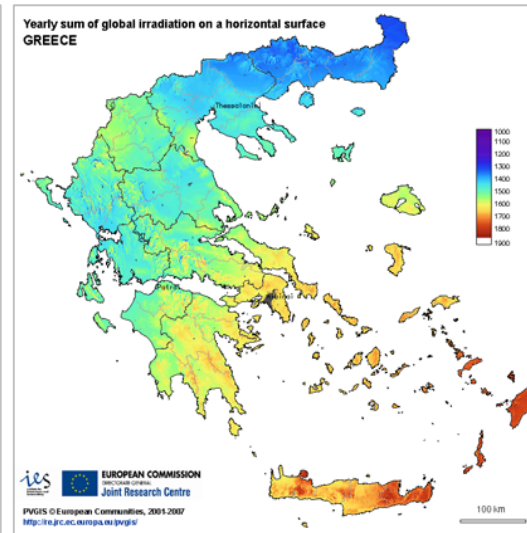 Yearly sum of global irradiation on a horizontal surface
GREECE
Thessaloniki
1000
1100
1200
1300
1400
1500
1600
1700
1800
1900
Patrai
ies
EUROPEAN COMMISSION
DIRECTORATE GENERAL
Joint Research Centre
PVGIS © European Communities, 2001-2007
http://re.jrc.ec.europa.eu/pvgis/
100 km